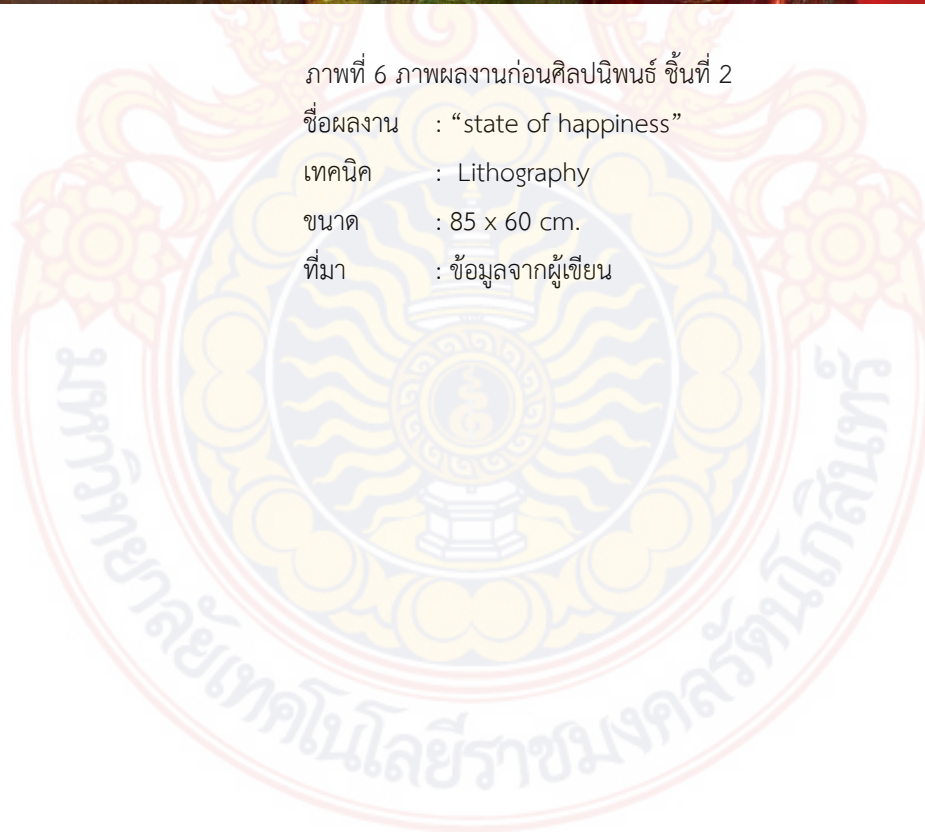 ภาพที่ 6 ภาพผลงานก่อนศิลปนิพนธ์ ชิ้นที่ 2
ชื่อผลงาน : “state of happiness”
เทคนิค : Lithography
ขนาด : 85 x 60 cm.
ที่มา : ข้อมูลจากผู้เขียน
มหาวิทยาลัยเทคโนโลยีราชมงคลรัตนโกสินทร์